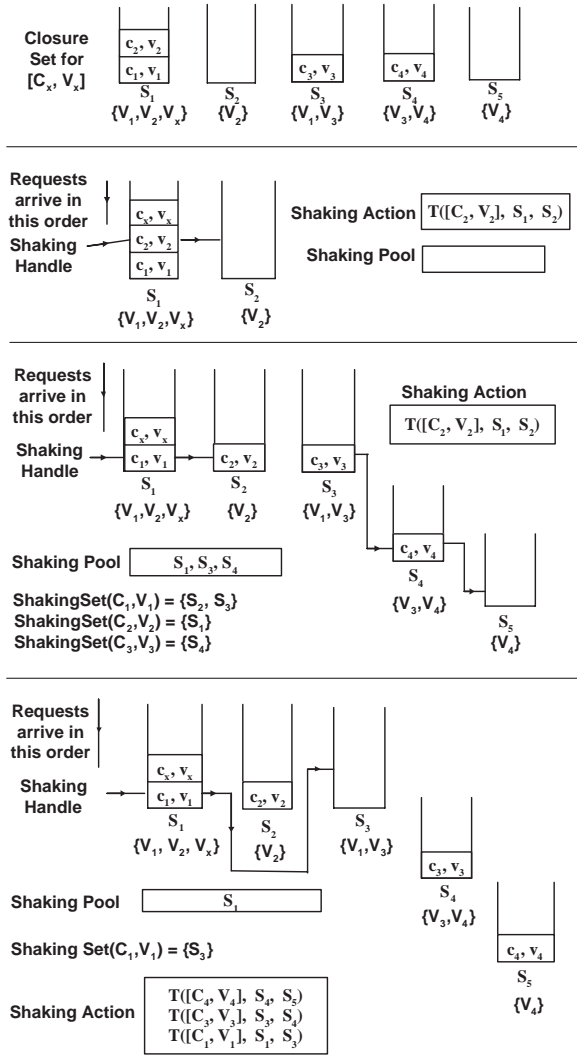 Closure
Set for
[Cx, Vx]
c2, v2
c1, v1
S1
{V1,V2,Vx}
S2
{V2}
c3, v3
S3
{V1,V3}
c4, v4
S4
{V3,V4}
S5
{V4}
Requests
arrive in
this order
Shaking
Handle
cx, vx
c2, v2
c1, v1
S1
{V1,V2,Vx}
S2
{V2}
Shaking Action
T([C2, V2], S1, S2)
Shaking Pool
Requests
arrive in
this order
Shaking
Handle
cx, vx
c1, v1
S1
{V1,V2,Vx}
c2, v2
S2
{V2}
c3, v3
S3
{V1,V3}
Shaking Action
T([C2, V2], S1, S2)
c4, v4
S4
{V3,V4}
S5
{V4}
Shaking Pool
S1, S3, S4
ShakingSet(C1,V1) = {S2, S3}
ShakingSet(C2,V2) = {S1}
ShakingSet(C3,V3) = {S4}
Requests
arrive in
this order
Shaking
Handle
cx, vx
c1, v1
S1
{V1, V2, Vx}
c2, v2
S2
{V2}
S3
{V1,V3}
c3, v3
S4
{V3,V4}
c4, v4
S5
{V4}
Shaking Pool
S1
Shaking Set(C1,V1) = {S3}
Shaking Action
T([C4, V4], S4, S5)
T([C3, V3], S3, S4)
T([C1, V1], S1, S3)